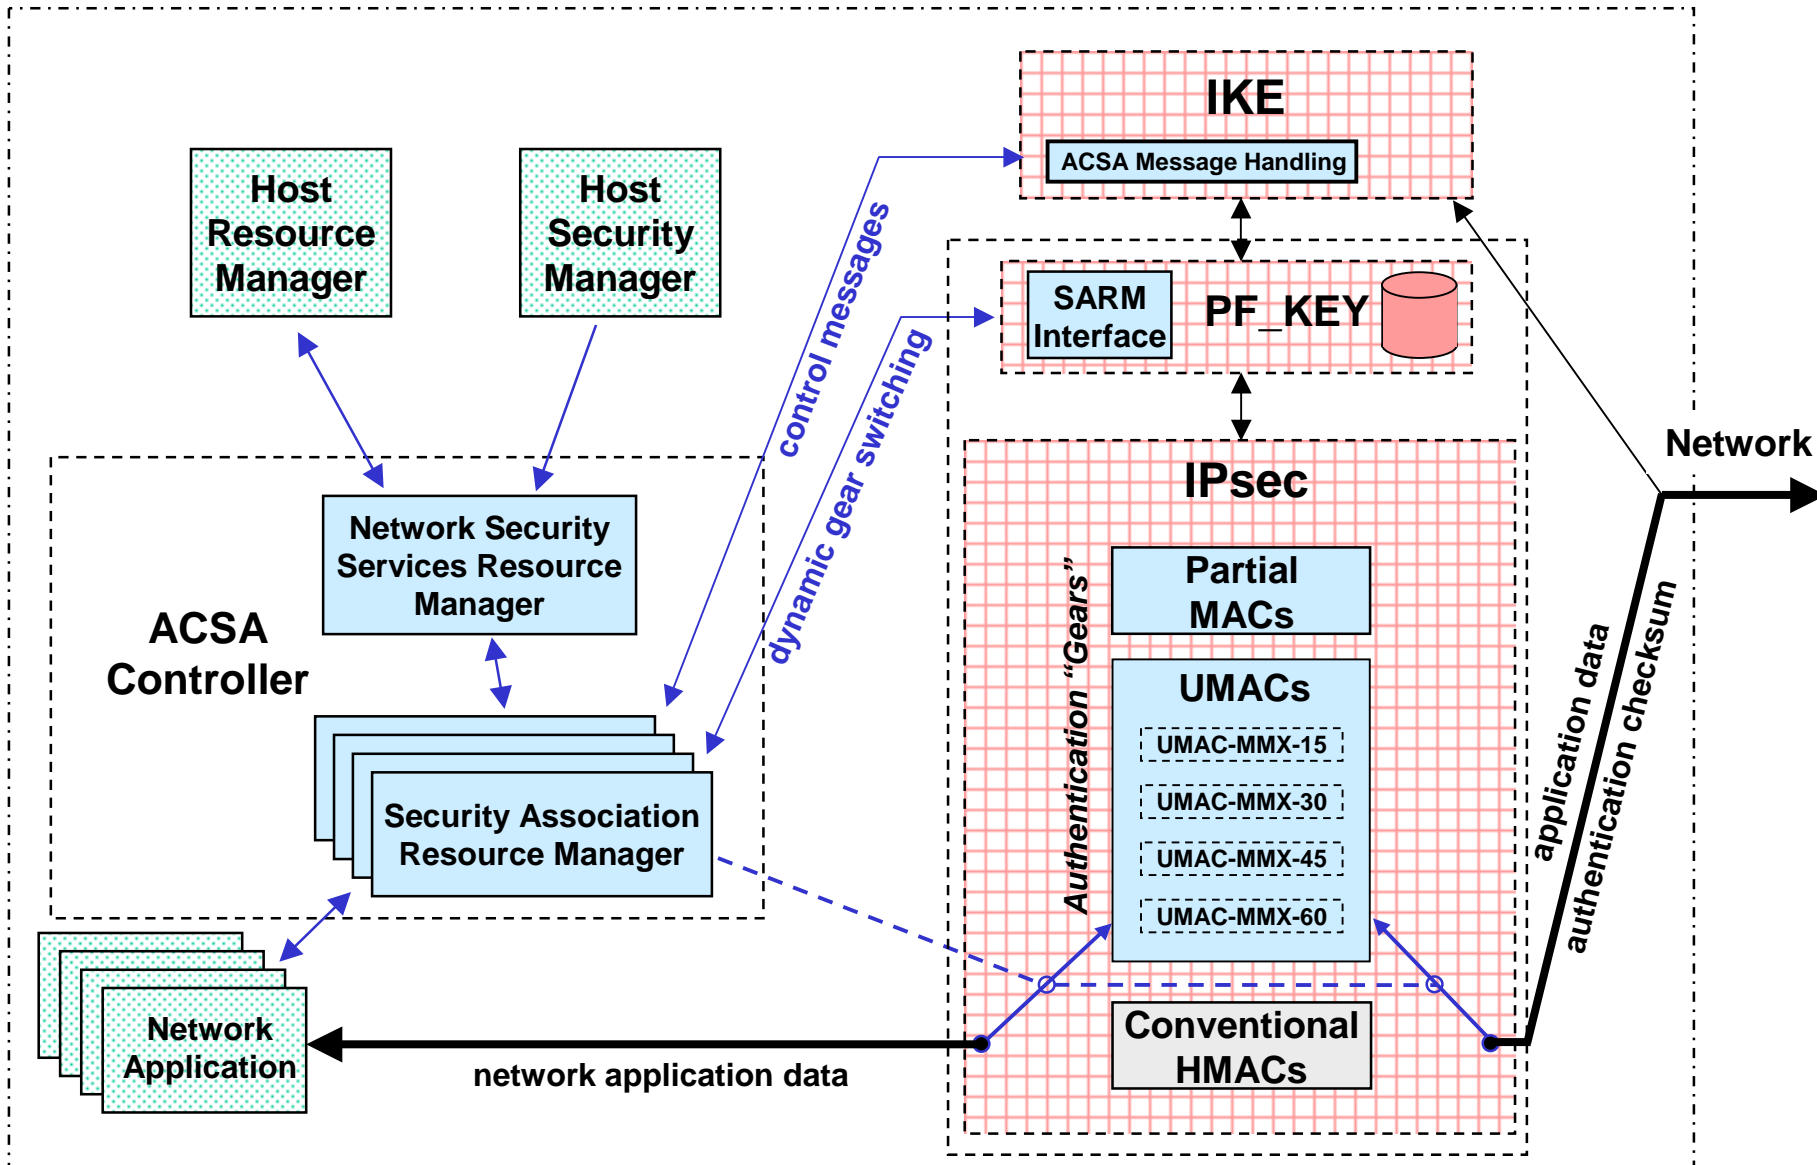 IKE
ACSA Message Handling
Host
Resource
Manager
Host
Security
Manager
control messages
dynamic gear switching
SARM
Interface
PF_KEY
Network
IPsec
Network Security
Services Resource
Manager
ACSA
Controller
Security Association
Resource Manager
Authentication “Gears”
Partial
MACs
UMACs
UMAC-MMX-15
UMAC-MMX-30
UMAC-MMX-45
UMAC-MMX-60
application data
authentication checksum
Conventional
HMACs
Network
Application
network application data